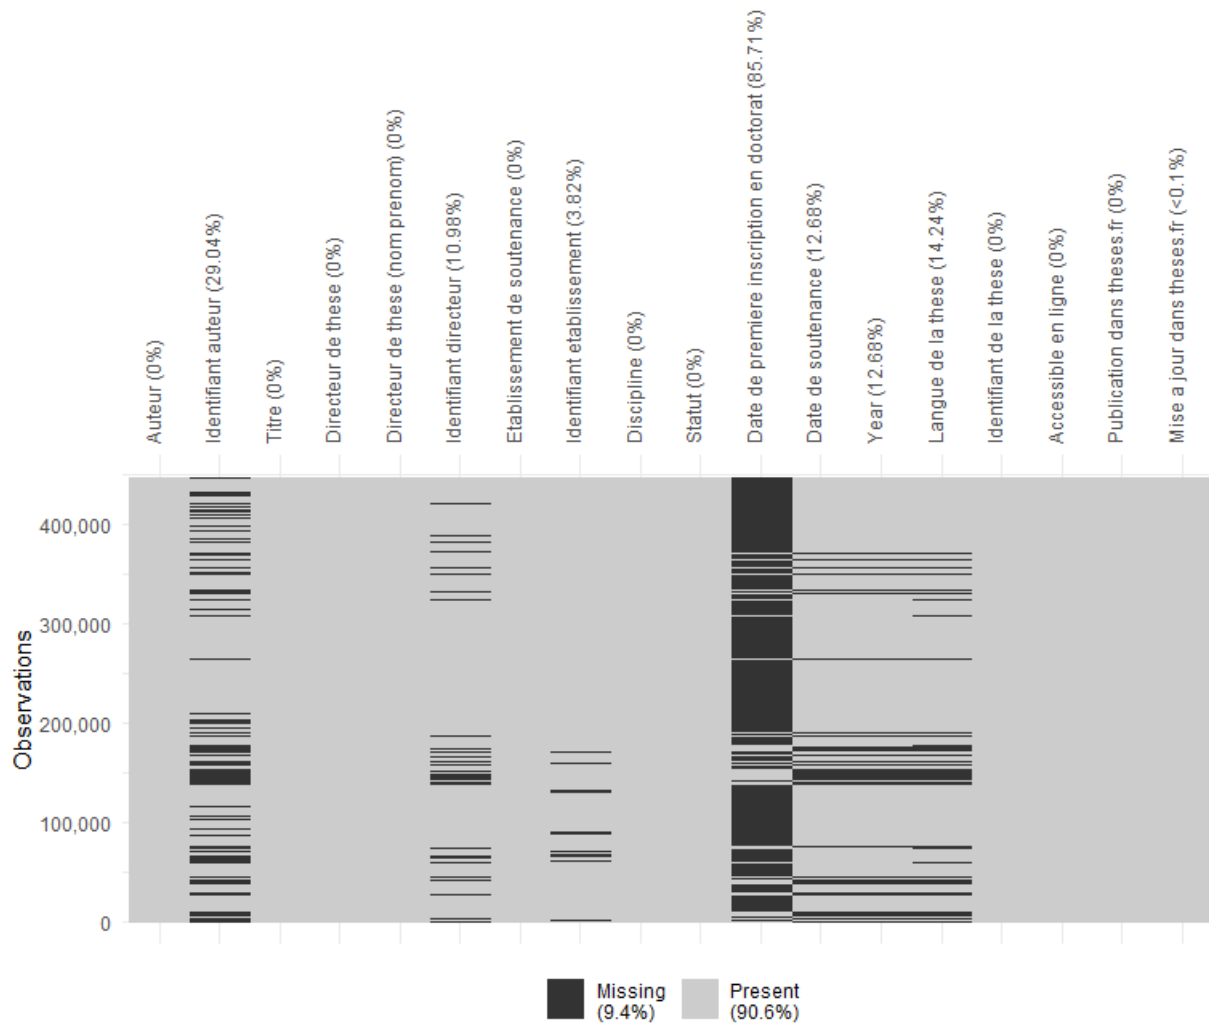 Auteur (0%)
Identifiant auteur (29.04%)
Titre (0%)
Directeur de these (0%)
Directeur de these (nom prenom) (0%)
Identifiant directeur (10.98%)
Etablissement de soutenance (0%)
Identifiant etablissement (3.82%)
Discipline (0%)
Statut (0%)
Date de premiere inscription en doctorat (85.71%)
Date de soutenance (12.68%)
Year (12.68%)
Langue de la these (14.24%)
Identifiant de la these (0%)
Accessible en ligne (0%)
Publication dans theses.fr (0%)
Mise a jour dans theses.fr (<0.1%)
400,000
300,000
200,000
100,000
0
Observations
Missing
(9.4%)
Present
(90.6%)